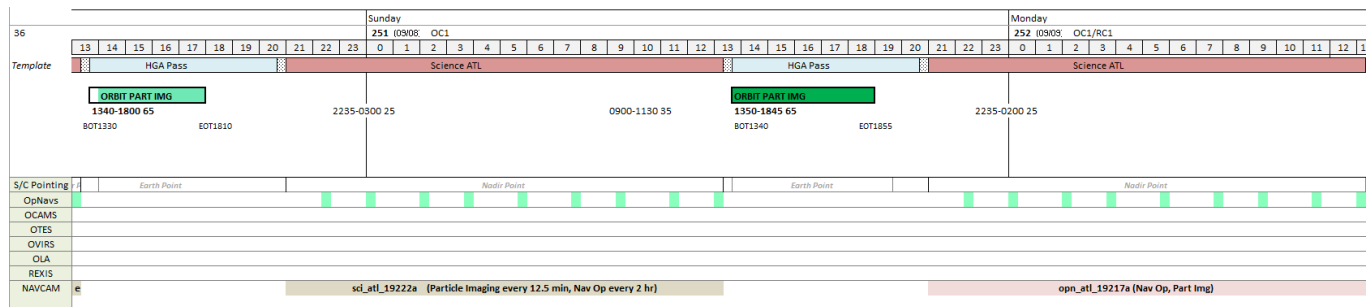 Sunday Monday
36 251 (09/08) OC1 252 (09/09) OC1/RC1
13 14 15 16 17 18 19 20 21 22 23 0 1 2 3 4 5 6 7 8 9 10 11 12 13 14 15 16 17 18 19 20 21 22 23 0 1 2 3 4 5 6 7 8 9 10 11 12
Template HGA Pass Science ATL HGA Pass Science ATL
ORBIT PART IMG ORBIT PART IMG
1340-1800 65 2235-0300 25 0900-1130 35 1350-1845 65 2235-0200 25
BOT1330 EOT1810 BOT1340 EOT1855
S/C Pointing Earth Point Nadir Point Earth Point Nadir Point
OpNavs
OCAMS
OTES
OVIRS
OLA
REXIS
NAVCAM e sci_atl_19222a (Particle Imaging every 12.5 min, Nav Op every 2 hr) opn_atl_19217a (Nav Op, Part Img)